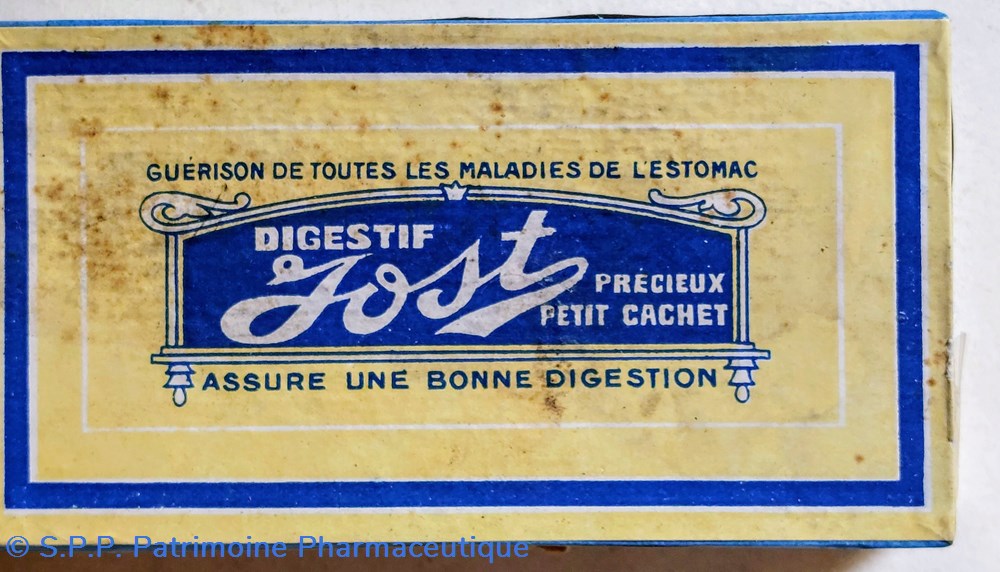 GUÉRISON DE TOUTES LES MALADIES DE L'ESTOMAC
DIGESTIF
Jost
PRÉCIEUX
PETIT CACHET
ASSURE UNE BONNE DIGESTION
© S.P.P. Patrimoine Pharmaceutique